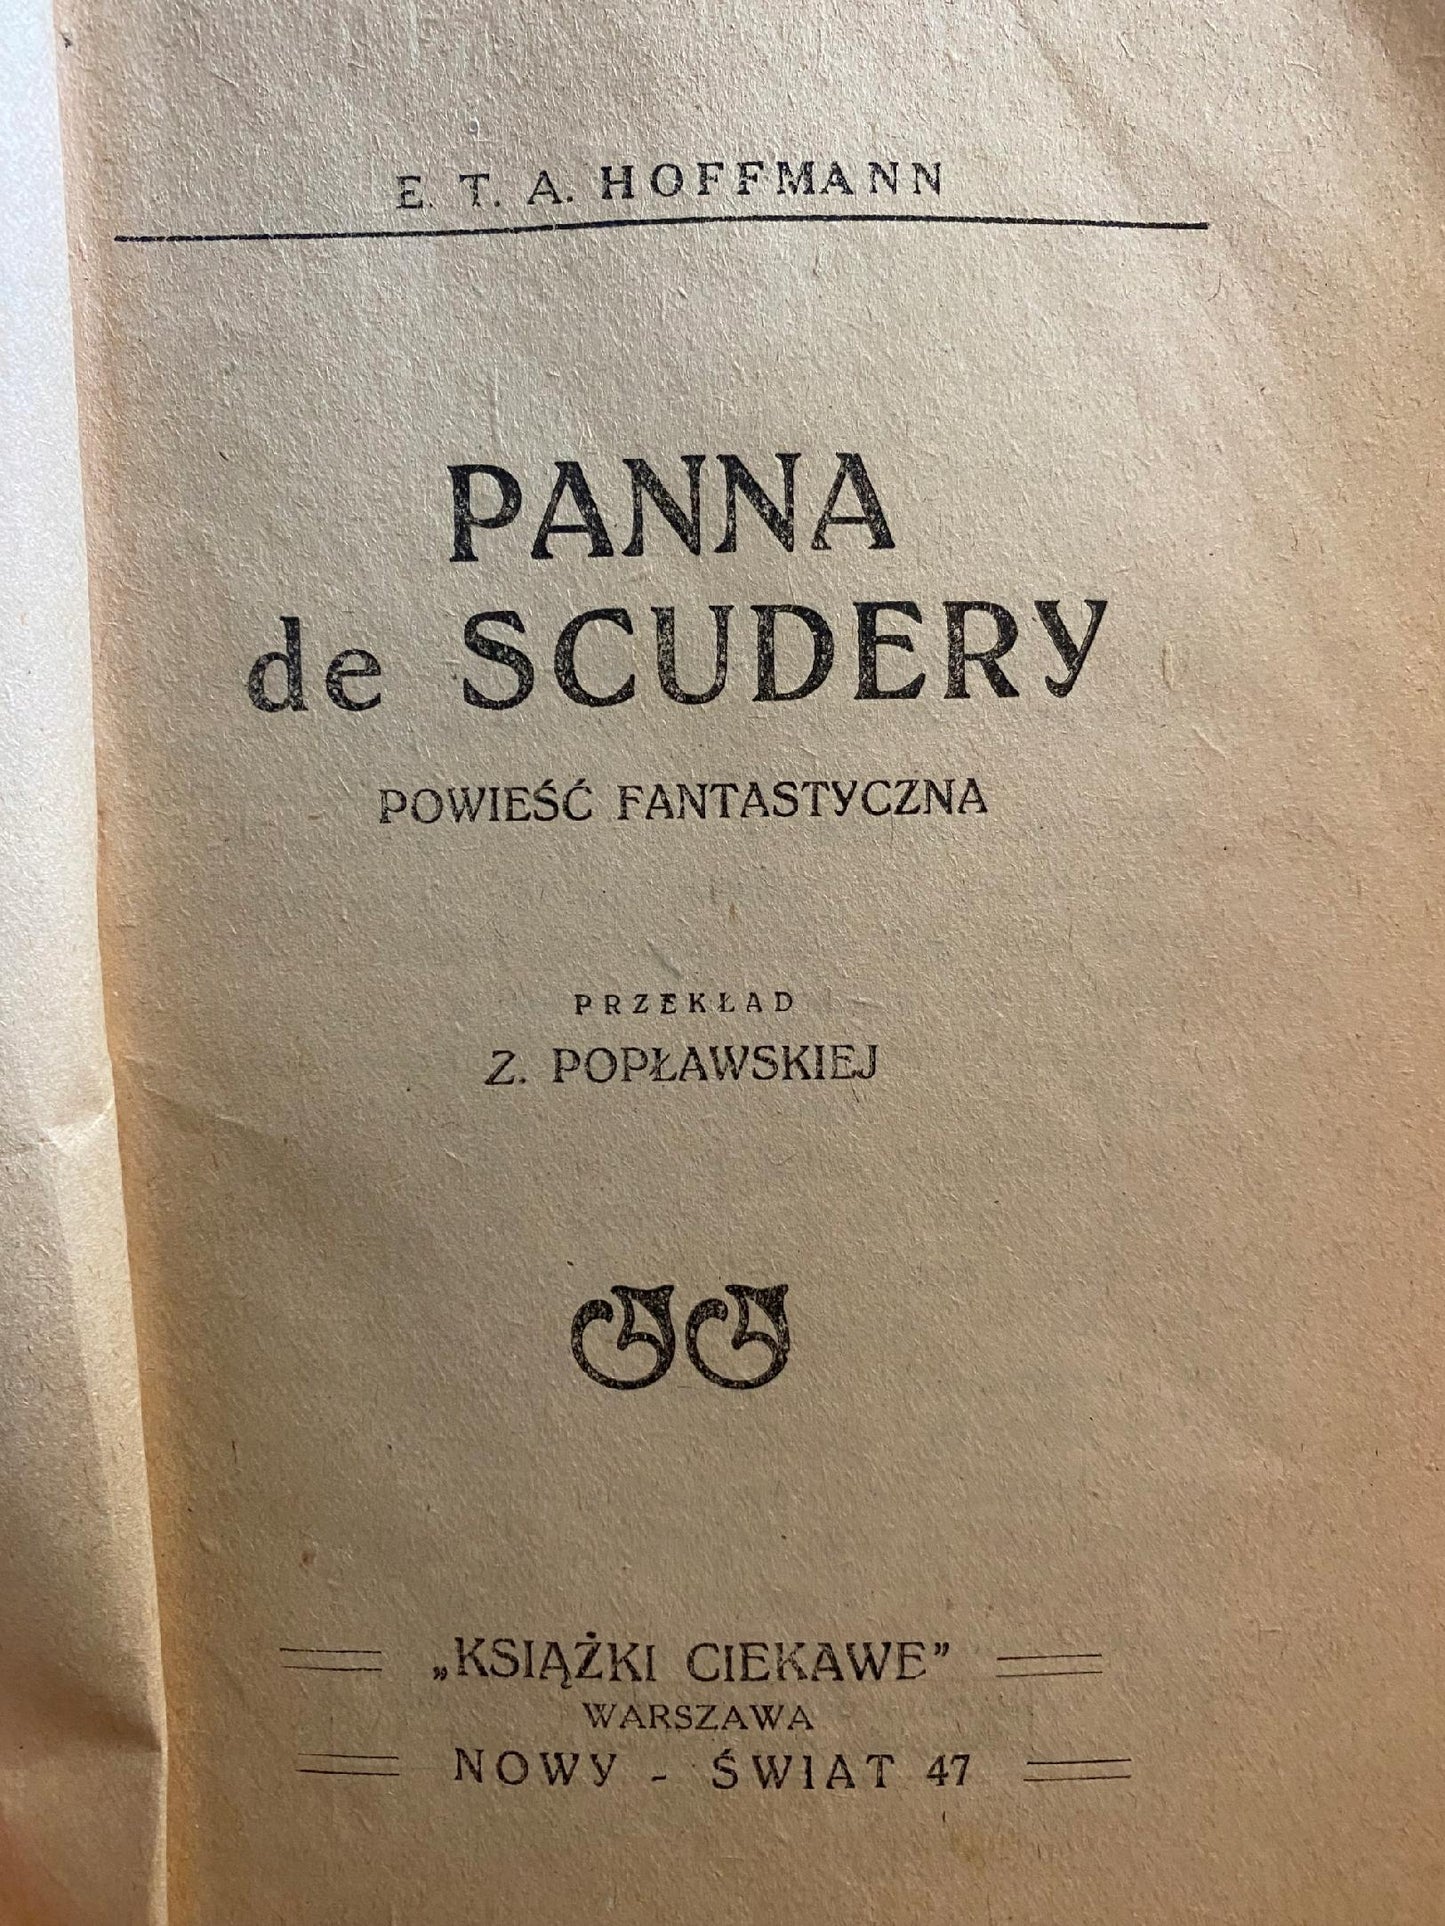 E. T. A. HOFFMANN
PANNA
de SCUDERY
POWIEŚĆ FANTASTYCZNA
PRZEKŁAD
Z. POPŁAWSKIEJ
„KSIĄŻKI CIEKAWE”
WARSZAWA
NOWY - ŚWIAT 47